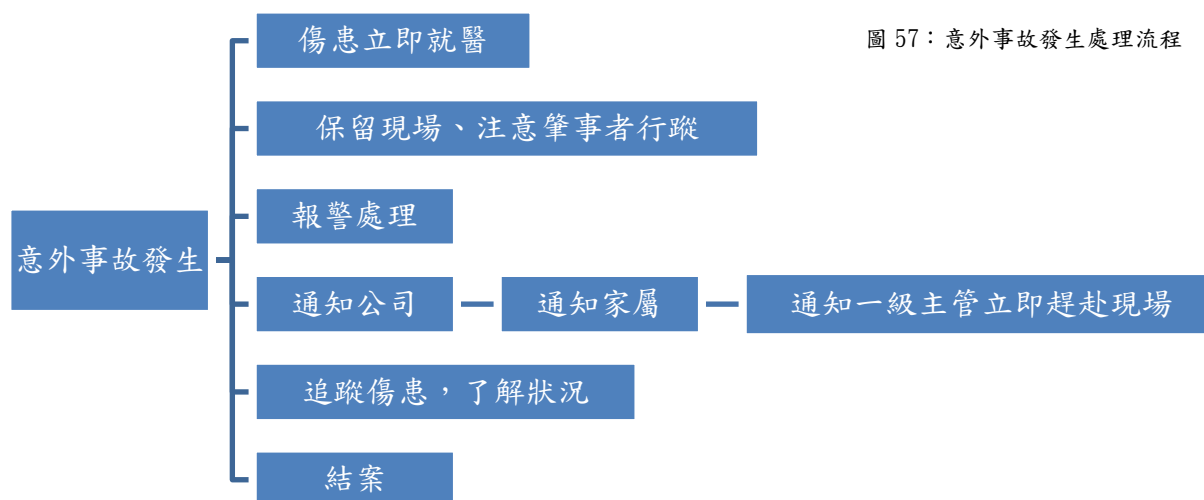 圖 57：意外事故發生處理流程
意外事故發生
傷患立即就醫
保留現場、注意肇事者行蹤
報警處理
通知公司
通知家屬
通知一級主管立即趕赴現場
追蹤傷患，了解狀況
結案